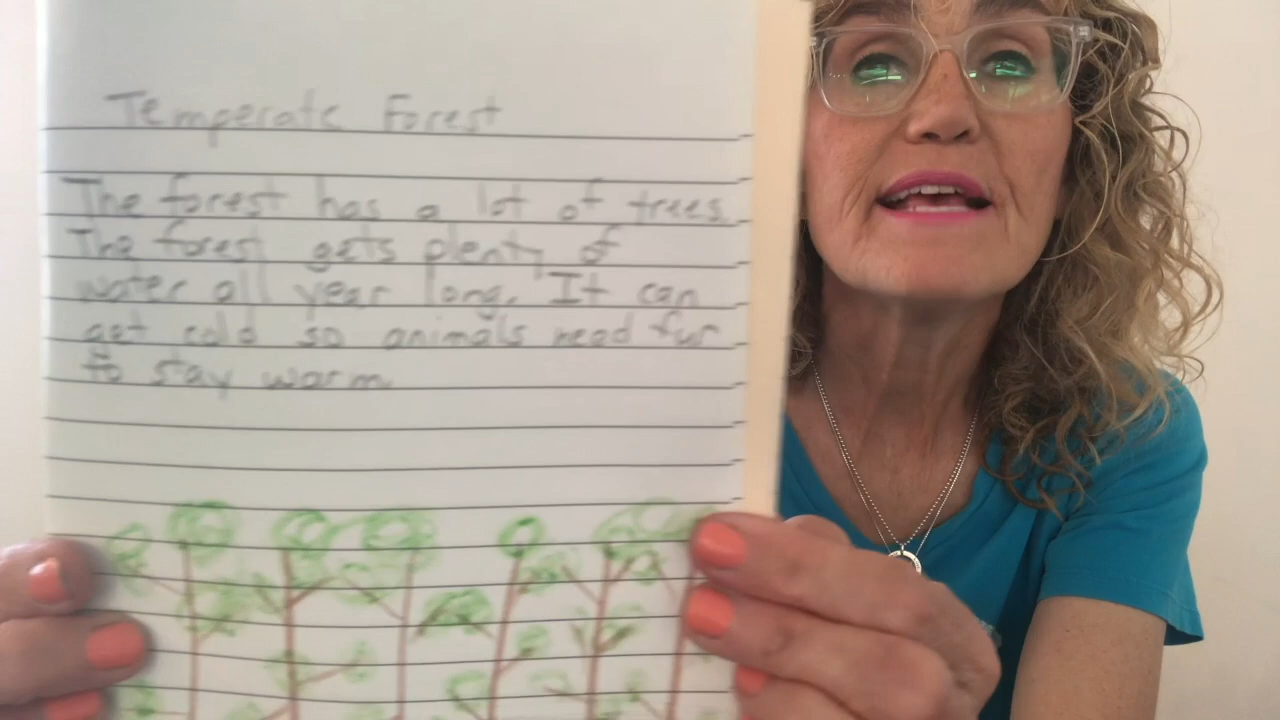 Temperate Forest
The forest has a lot of trees.
The forest gets plenty of
water all year long. It can
get cold so animals need fur
to stay warm.